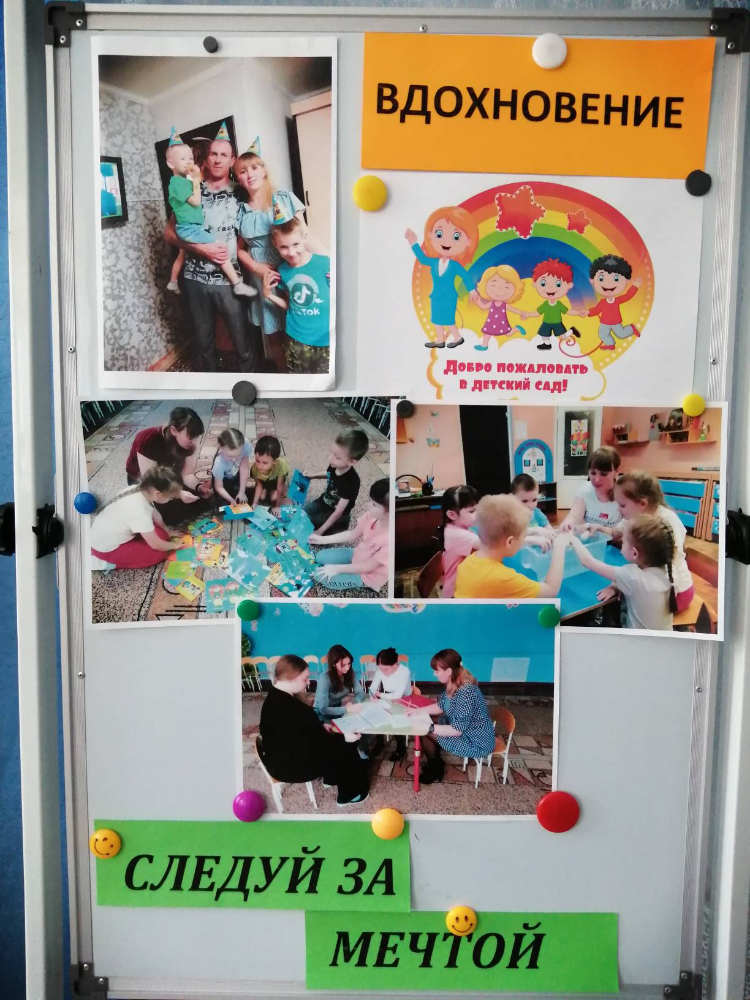 ВДОХНОВЕНИЕ
Добро пожаловать
в детский сад!
СЛЕДУЙ ЗА
МЕЧТОЙ